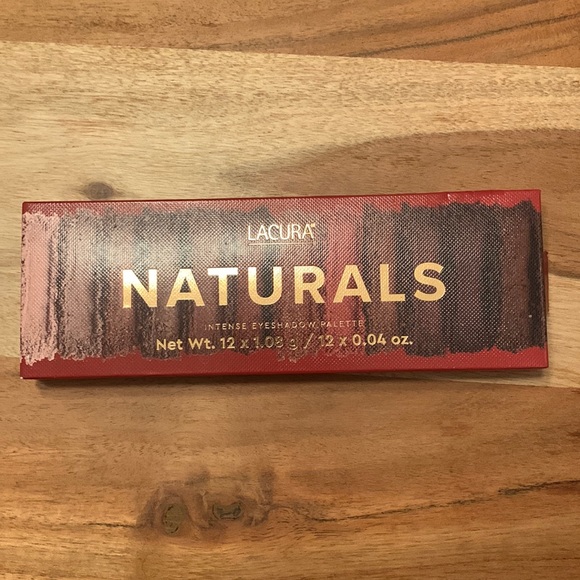 LACURA
NATURALS
INTENSE EYESHADOW PALETTE
Net Wt. 12 x 1.08 g / 12 x 0.04 oz.